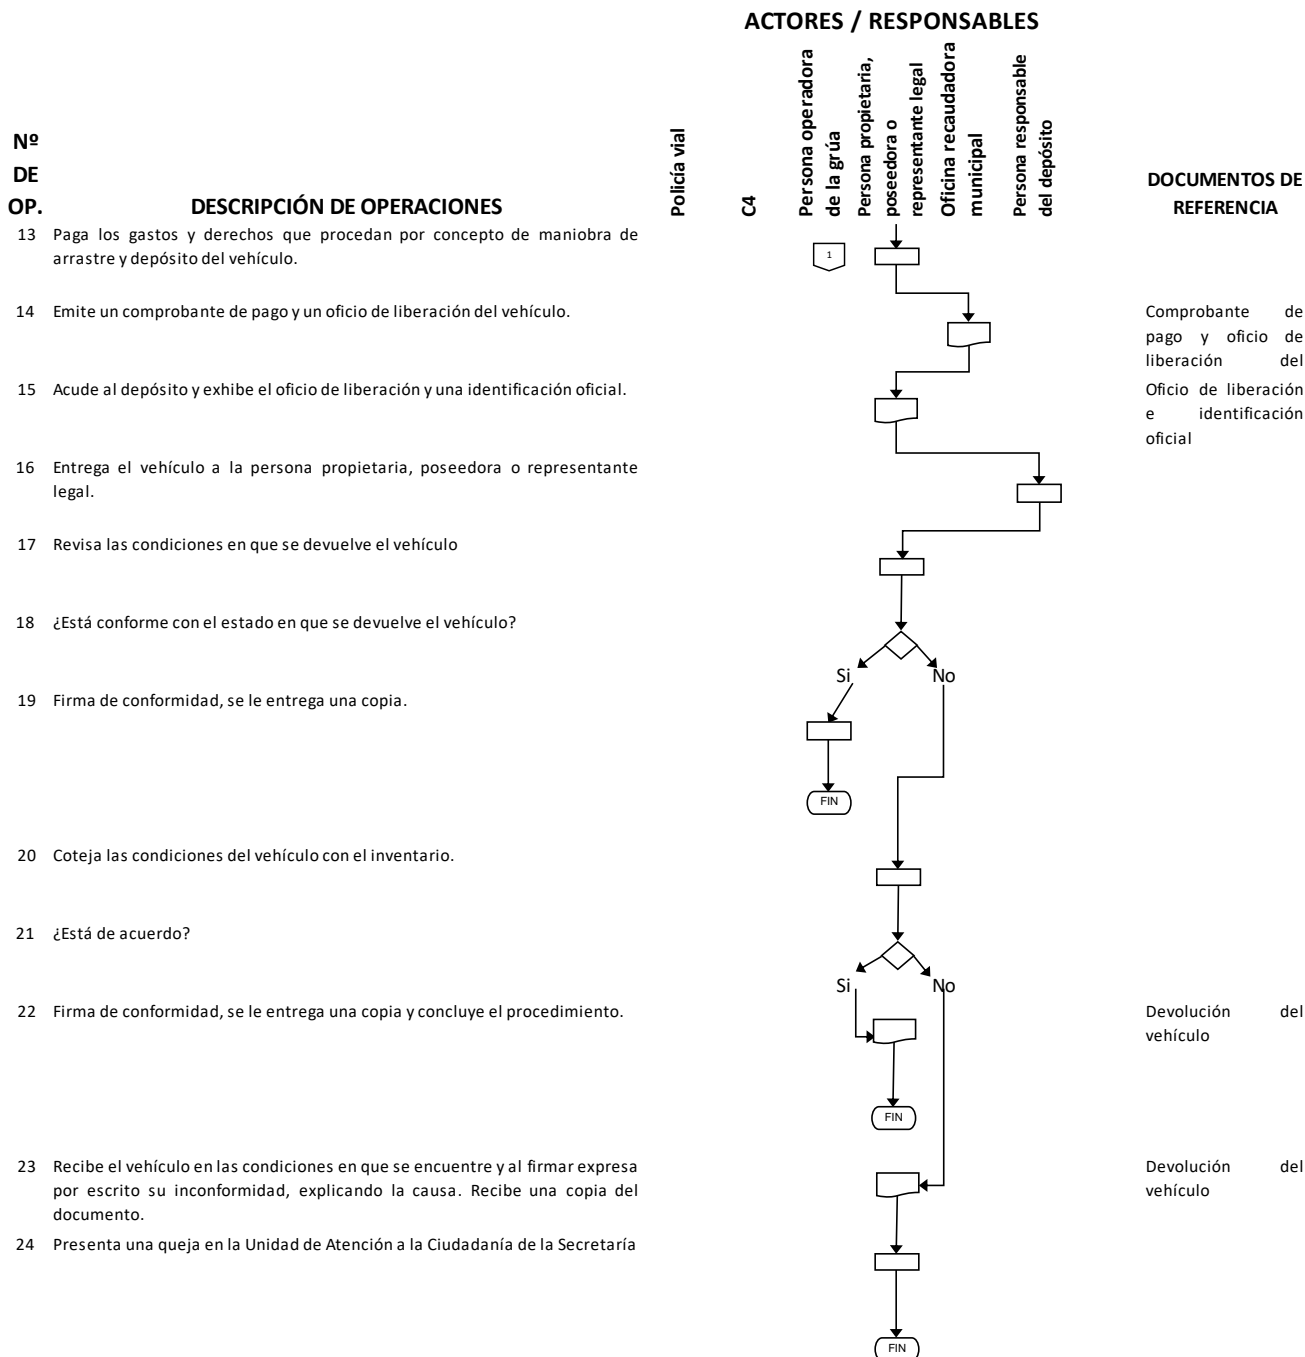 ACTORES / RESPONSABLES
Nº
DE
OP.
DESCRIPCIÓN DE OPERACIONES
Policía vial
C4
Persona operadora
de la grúa
Persona propietaria,
poseedora o
representante legal
Oficina recaudadora
municipal
Persona responsable
del depósito
DOCUMENTOS DE
REFERENCIA
13 Paga los gastos y derechos que procedan por concepto de maniobra de
arrastre y depósito del vehículo.
1
14 Emite un comprobante de pago y un oficio de liberación del vehículo.
Comprobante de
pago y oficio de
liberación del
15 Acude al depósito y exhibe el oficio de liberación y una identificación oficial.
Oficio de liberación
e identificación
oficial
16 Entrega el vehículo a la persona propietaria, poseedora o representante
legal.
17 Revisa las condiciones en que se devuelve el vehículo
18 ¿Está conforme con el estado en que se devuelve el vehículo?
Si No
19 Firma de conformidad, se le entrega una copia.
FIN
20 Coteja las condiciones del vehículo con el inventario.
21 ¿Está de acuerdo?
Si No
22 Firma de conformidad, se le entrega una copia y concluye el procedimiento.
Devolución del
vehículo
FIN
23 Recibe el vehículo en las condiciones en que se encuentre y al firmar expresa
por escrito su inconformidad, explicando la causa. Recibe una copia del
documento.
Devolución del
vehículo
24 Presenta una queja en la Unidad de Atención a la Ciudadanía de la Secretaría
FIN